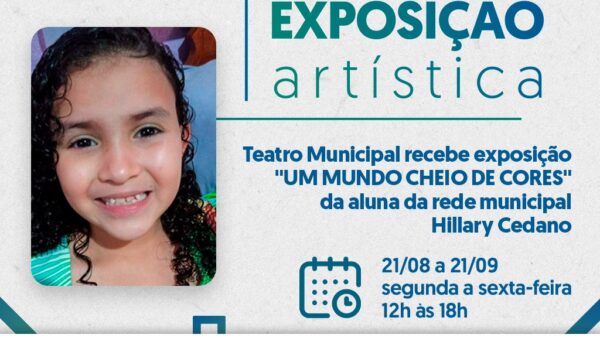 EXPOSIÇÃO
artística
Teatro Municipal recebe exposição
"UM MUNDO CHEIO DE CORES"
da aluna da rede municipal
Hillary Cedano
21/08 a 21/09
segunda a sexta-feira
12h às 18h